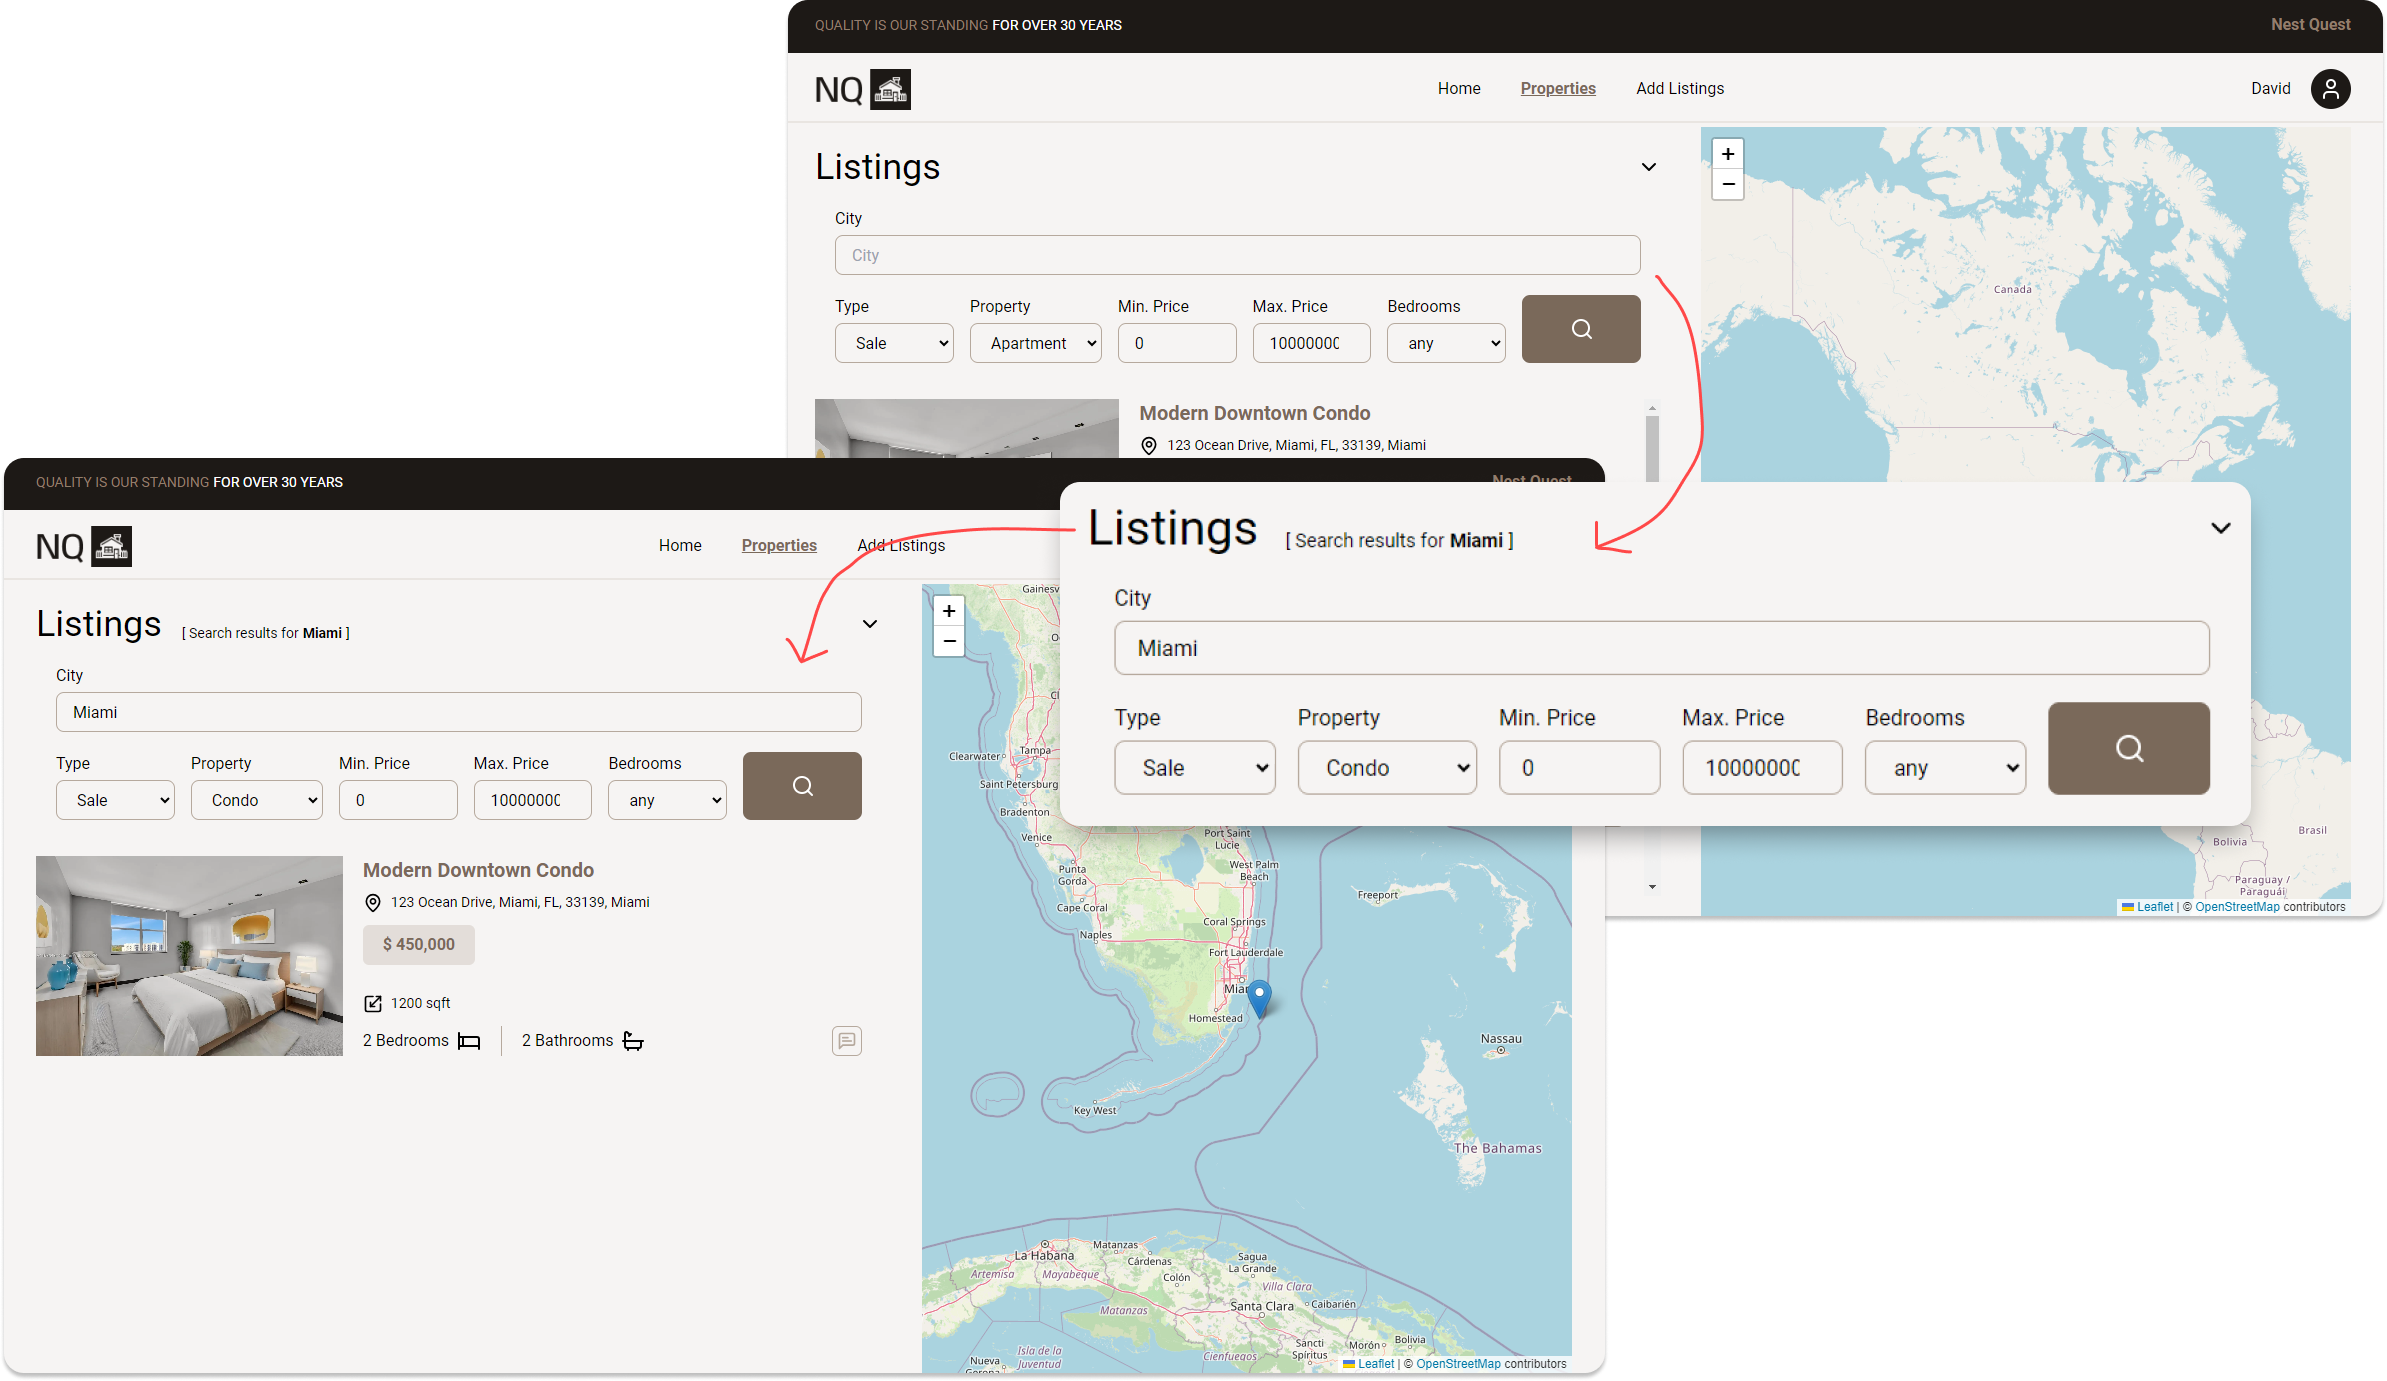 QUALITY IS OUR STANDING FOR OVER 30 YEARS
Nest Quest
NQ
Home
Properties
Add Listings
David
Listings
City
City
Type
Property
Min. Price
Max. Price
Bedrooms
Sale
Apartment
0
1000000
any
Modern Downtown Condo
123 Ocean Drive, Miami, FL, 33139, Miami
+
−
Canada
Brasil
Bolivia
Paraguay /
Paraguái
Leaflet | © OpenStreetMap contributors
QUALITY IS OUR STANDING FOR OVER 30 YEARS
Nest Quest
NQ
Home
Properties
Add Listings
Listings [ Search results for Miami ]
City
Miami
Type
Property
Min. Price
Max. Price
Bedrooms
Sale
Condo
0
1000000
any
Listings [ Search results for Miami ]
City
Miami
Type
Property
Min. Price
Max. Price
Bedrooms
Sale
Condo
0
1000000
any
Modern Downtown Condo
123 Ocean Drive, Miami, FL, 33139, Miami
$ 450,000
1200 sqft
2 Bedrooms
2 Bathrooms
+
−
Clearwater
Tampa
Saint Petersburg
Bradenton
Venice
Port Saint
Lucie
Punta
Gorda
West Palm
Beach
Cape Coral
Freeport
Coral Springs
Naples
Fort Lauderdale
Homestead
Nassau
Key West
The Bahamas
La Habana
Matanzas
Cárdenas
Sagua
La Grande
Artemisa
Mayabeque
Colón
Villa Clara
Matanzas
Santa Clara
Caibarién
Sancti
Spíritus
Morón
Bolivia
Isla de la
Juventud
Nueva
Cienfuegos
Leaflet | © OpenStreetMap contributors